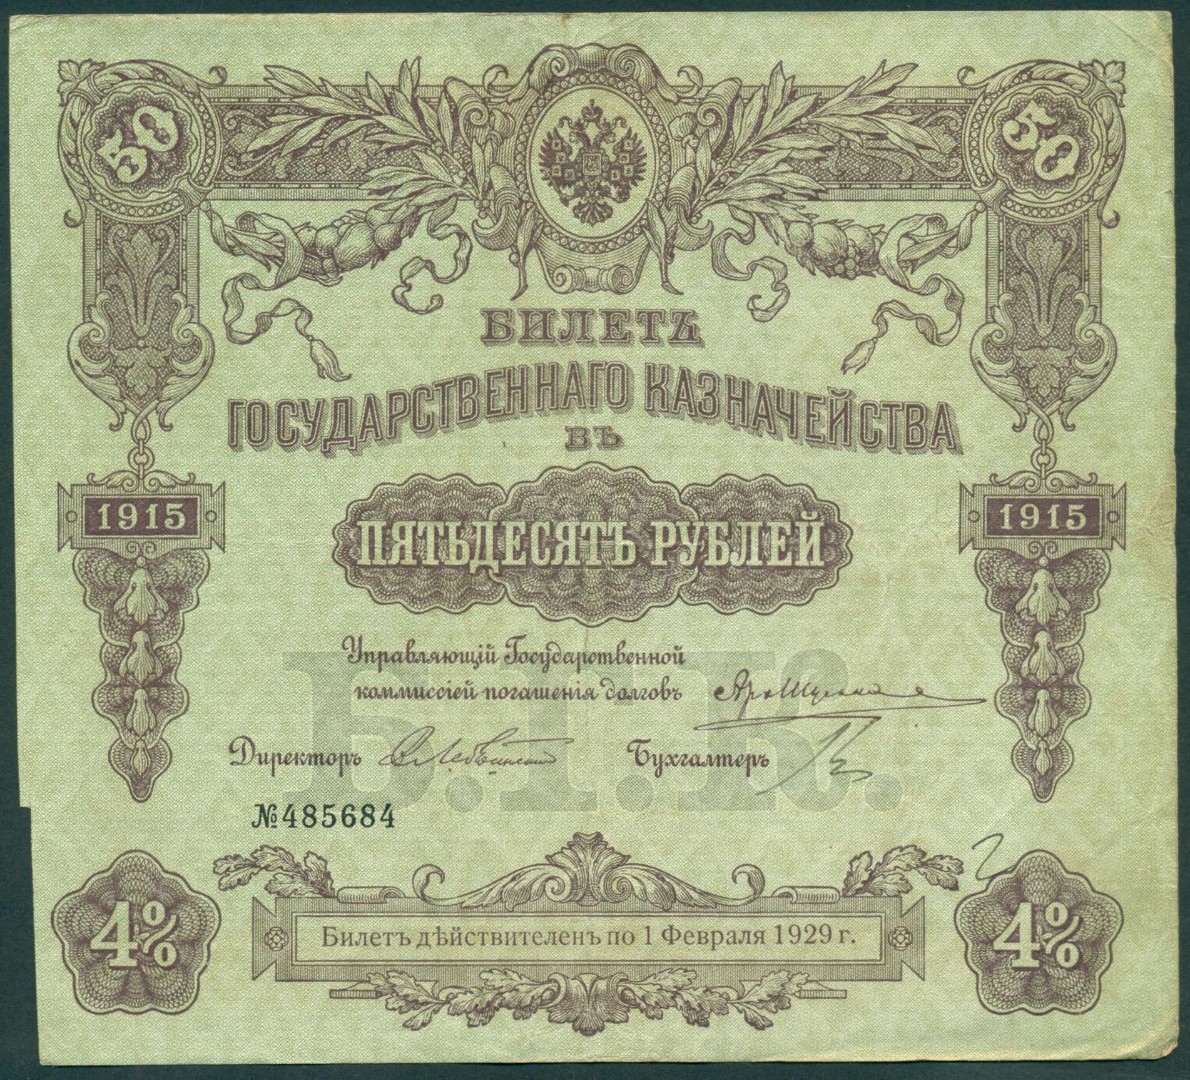 50 50
БИЛЕТЪ
ГОСУДАРСТВЕННАГО КАЗНАЧЕЙСТВА
ВЪ
1915 1915
ПЯТЬДЕСЯТЪ РУБЛЕЙ
Управляющій Государственной
коммиссіей погашенія долговъ
Директоръ Бухгалтеръ
Б.Г.К.
№485684
4% 4%
Билетъ дѣйствителенъ по 1 Февраля 1929 г.